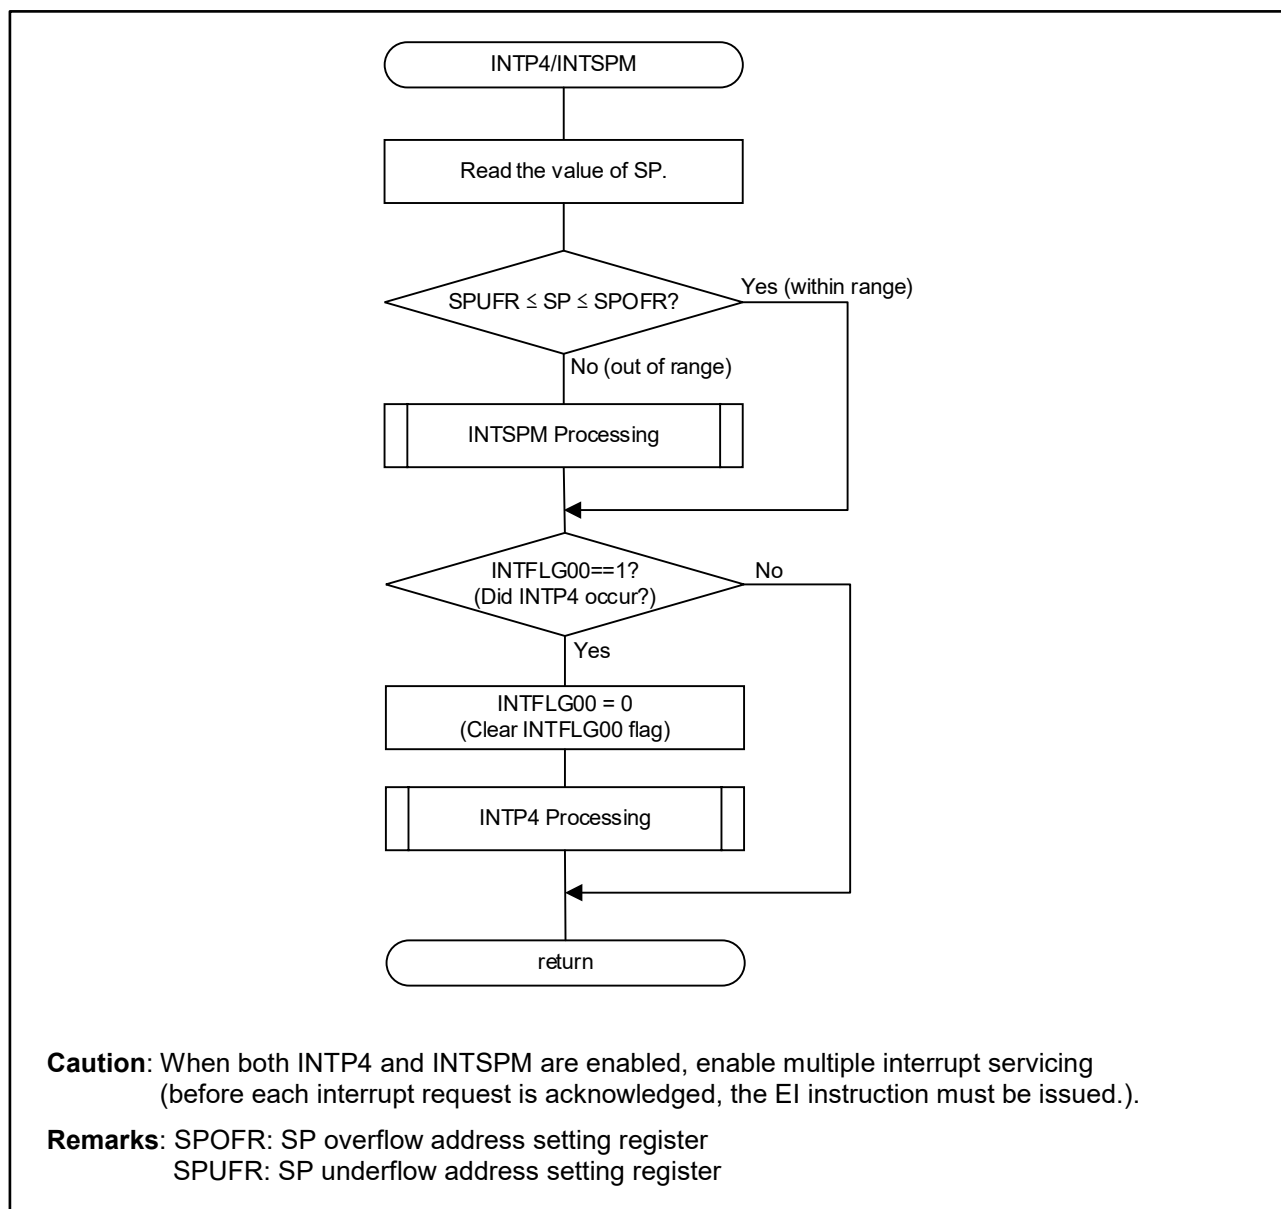 INTP4/INTSPM
Read the value of SP.
SPUFR ≤ SP ≤ SPOFR?
Yes (within range)
No (out of range)
INTSPM Processing
INTFLG00==1?
(Did INTP4 occur?)
No
Yes
INTFLG00 = 0
(Clear INTFLG00 flag)
INTP4 Processing
return
Caution: When both INTP4 and INTSPM are enabled, enable multiple interrupt servicing
(before each interrupt request is acknowledged, the EI instruction must be issued.).
Remarks: SPOFR: SP overflow address setting register
SPUFR: SP underflow address setting register